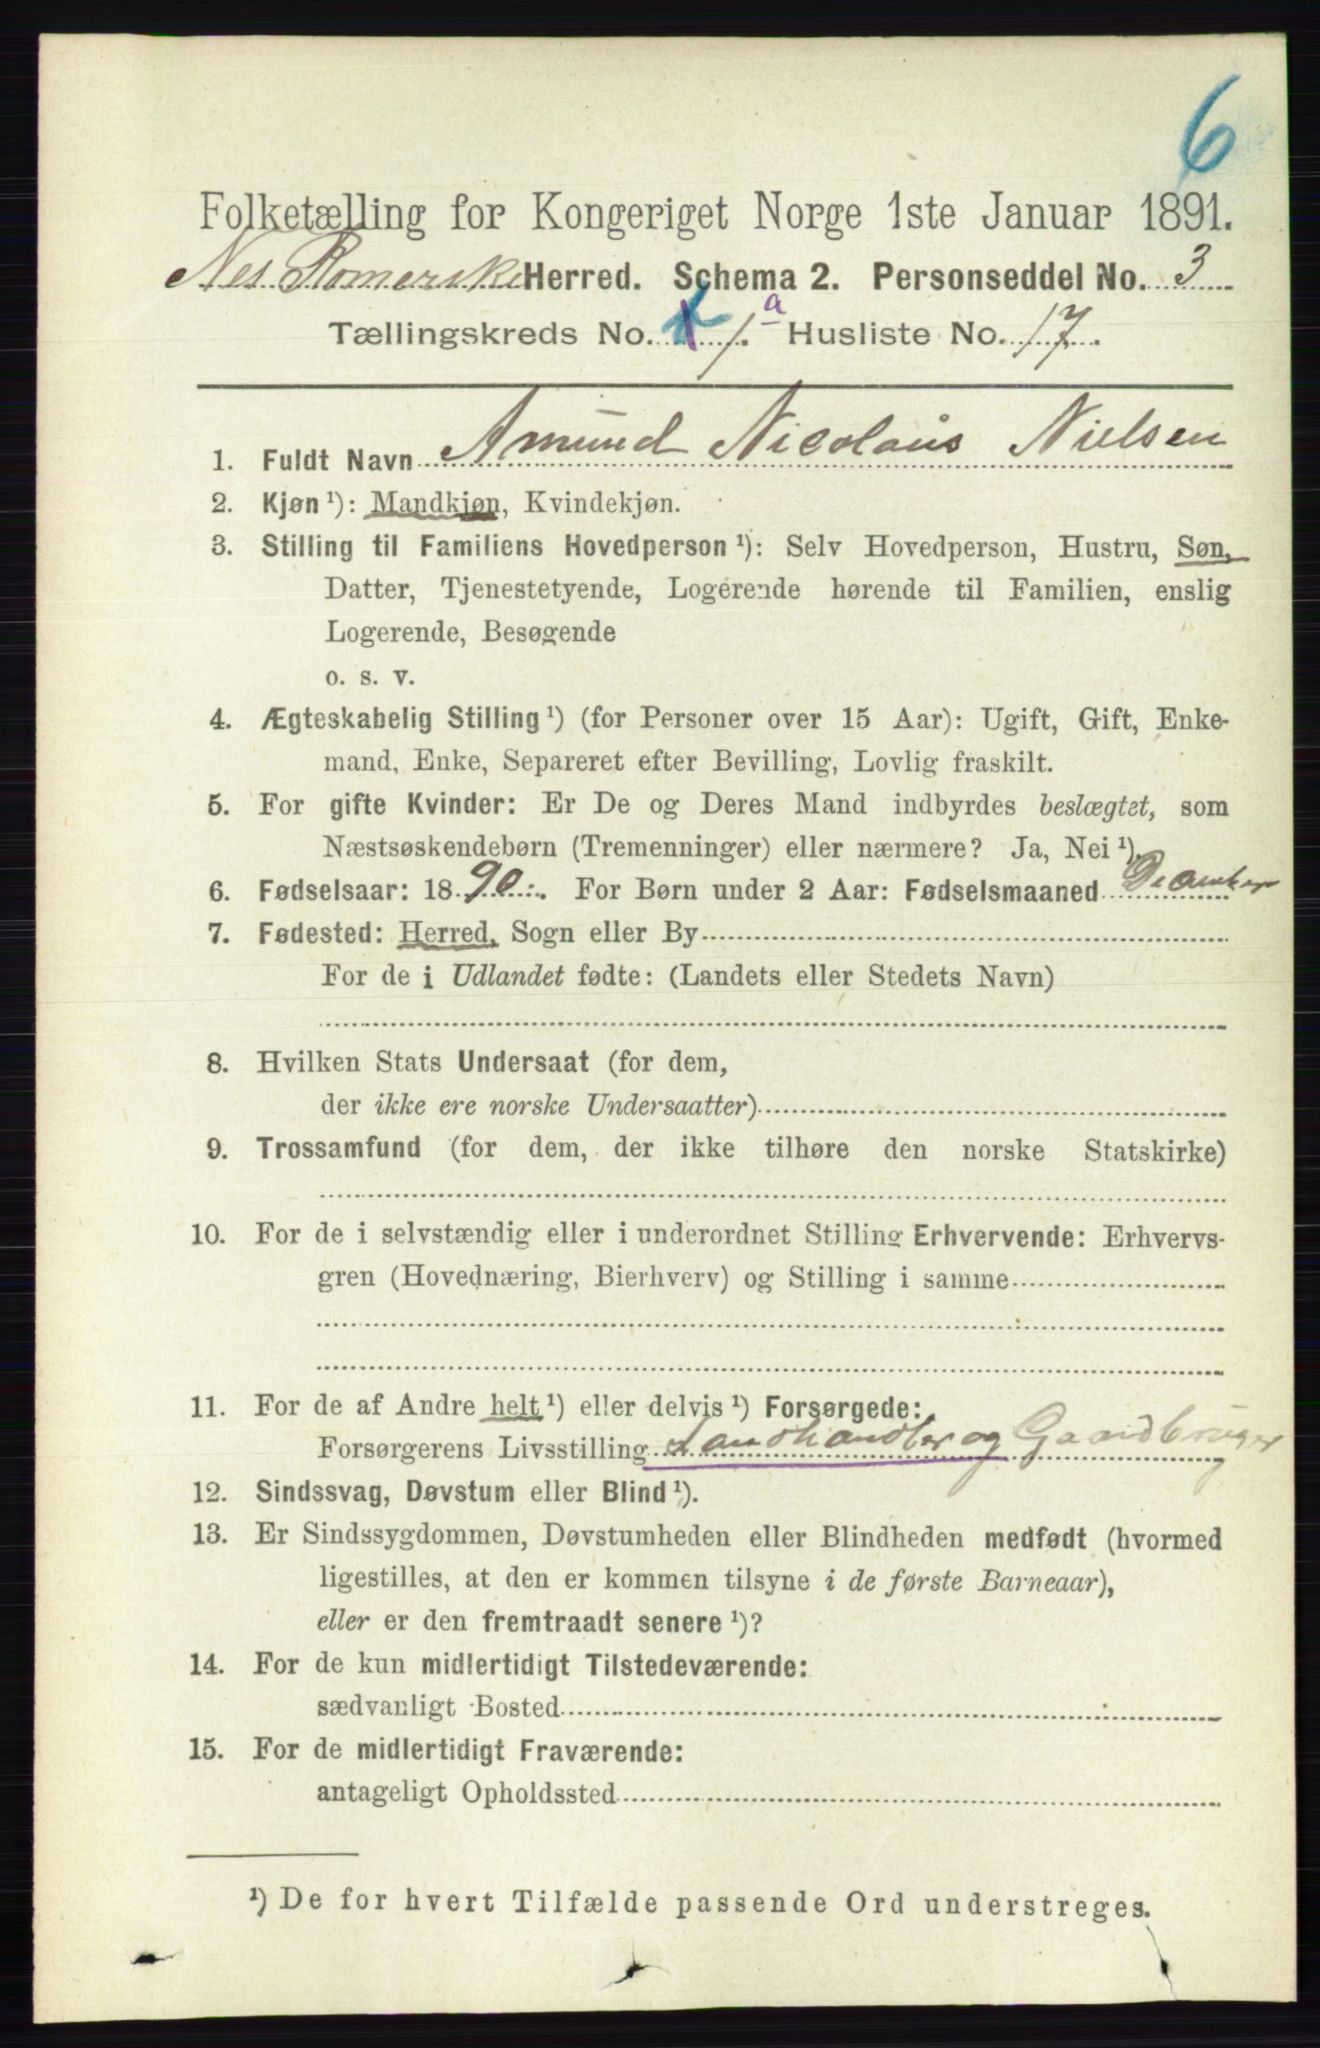 6
Folketælling for Kongeriget Norge 1ste Januar 1891.
Nes Romerike Herred. Schema 2. Personseddel No. 3
Tællingskreds No. 1.a Husliste No. 17.
1. Fuldt Navn Amund Nicolaus Nielsen
2. Kjøn ¹): Mandkjøn, Kvindekjøn.
3. Stilling til Familiens Hovedperson ¹): Selv Hovedperson, Hustru, Søn,
Datter, Tjenestetyende, Logerende hørende til Familien, enslig
Logerende, Besøgende
o. s. v.
4. Ægteskabelig Stilling ¹) (for Personer over 15 Aar): Ugift, Gift, Enke-
mand, Enke, Separeret efter Bevilling, Lovlig fraskilt.
5. For gifte Kvinder: Er De og Deres Mand indbyrdes beslægtet, som
Næstsøskendebørn (Tremenninger) eller nærmere? Ja, Nei ¹).
6. Fødselsaar: 1890. For Børn under 2 Aar: Fødselsmaaned December
7. Fødested: Herred, Sogn eller By
For de i Udlandet fødte: (Landets eller Stedets Navn)
8. Hvilken Stats Undersaat (for dem,
der ikke ere norske Undersaatter)
9. Trossamfund (for dem, der ikke tilhøre den norske Statskirke)
10. For de i selvstændig eller i underordnet Stilling Erhvervende: Erhvervs-
gren (Hovednæring, Bierhverv) og Stilling i samme
11. For de af Andre helt ¹) eller delvis ¹) Forsørgede:
Forsørgerens Livsstilling Landhandler og Gaardbruger
12. Sindssvag, Døvstum eller Blind ¹).
13. Er Sindssygdommen, Døvstumheden eller Blindheden medfødt (hvormed
ligestilles, at den er kommen tilsyne i de første Barneaar),
eller er den fremtraadt senere ¹)?
14. For de kun midlertidigt Tilstedeværende:
sædvanligt Bosted
15. For de midlertidigt Fraværende:
antageligt Opholdssted
¹) De for hvert Tilfælde passende Ord understreges.